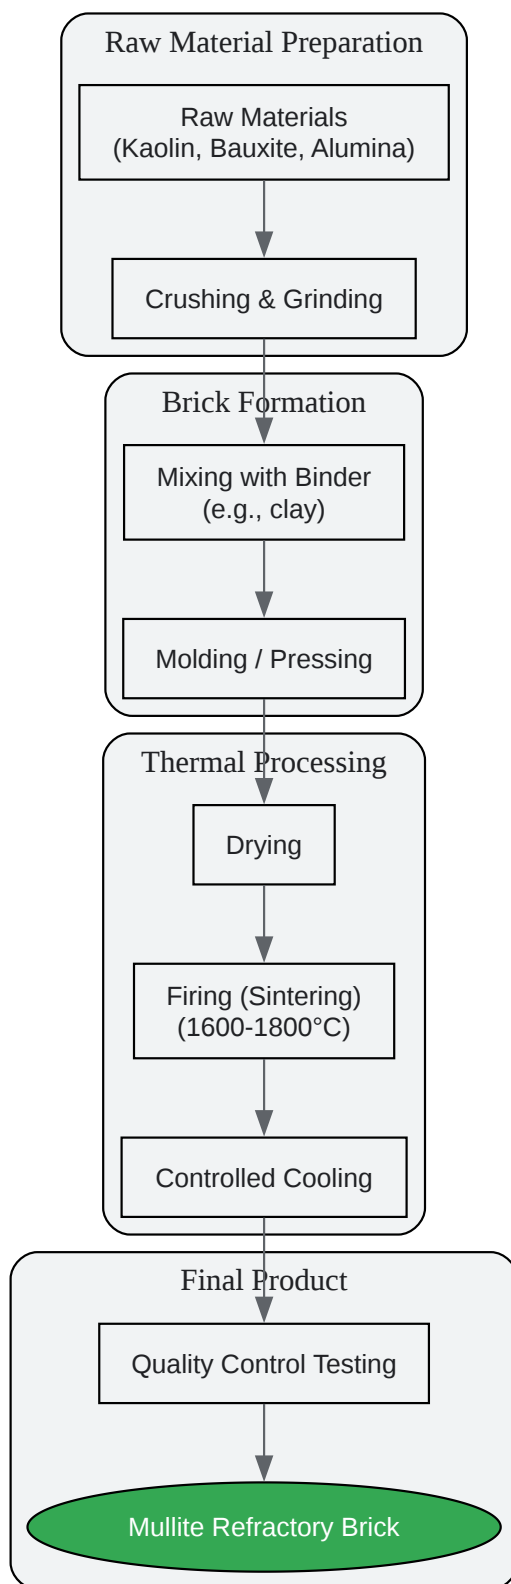 Raw Material Preparation
Raw Materials
(Kaolin, Bauxite, Alumina)
Crushing & Grinding
Brick Formation
Mixing with Binder
(e.g., clay)
Molding / Pressing
Thermal Processing
Drying
Firing (Sintering)
(1600-1800°C)
Controlled Cooling
Final Product
Quality Control Testing
Mullite Refractory Brick